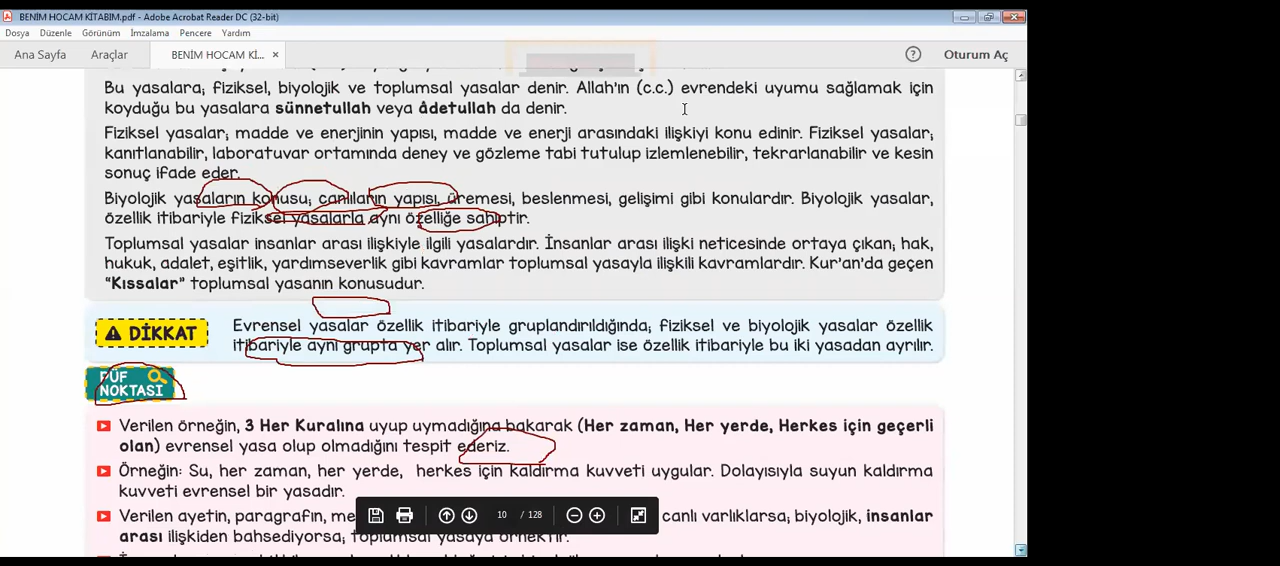 BENİM HOCAM KİTABIM.pdf - Adobe Acrobat Reader DC (32-bit)
Dosya Düzenle Görünüm İmzalama Pencere Yardım
Ana Sayfa Araçlar BENİM HOCAM Kİ... × Oturum Aç
Bu yasalara; fiziksel, biyolojik ve toplumsal yasalar denir. Allah'ın (c.c.) evrendeki uyumu sağlamak için
koyduğu bu yasalara sünnetullah veya âdetullah da denir.
Fiziksel yasalar; madde ve enerjinin yapısı, madde ve enerji arasındaki ilişkiyi konu edinir. Fiziksel yasalar;
kanıtlanabilir, laboratuvar ortamında deney ve gözleme tabi tutulup izlemlenebilir, tekrarlanabilir ve kesin
sonuç ifade eder.
Biyolojik yasaların konusu; canlıların yapısı, üremesi, beslenmesi, gelişimi gibi konulardır. Biyolojik yasalar,
özellik itibariyle fiziksel yasalarla aynı özelliğe sahiptir.
Toplumsal yasalar insanlar arası ilişkiyle ilgili yasalardır. İnsanlar arası ilişki neticesinde ortaya çıkan; hak,
hukuk, adalet, eşitlik, yardımseverlik gibi kavramlar toplumsal yasayla ilişkili kavramlardır. Kur'an'da geçen
"Kıssalar" toplumsal yasanın konusudur.
DİKKAT
Evrensel yasalar özellik itibariyle gruplandırıldığında; fiziksel ve biyolojik yasalar özellik
itibariyle aynı grupta yer alır. Toplumsal yasalar ise özellik itibariyle bu iki yasadan ayrılır.
PÜF
NOKTASI
Verilen örneğin, 3 Her Kuralına uyup uymadığına bakarak (Her zaman, Her yerde, Herkes için geçerli
olan) evrensel yasa olup olmadığını tespit ederiz.
Örneğin: Su, her zaman, her yerde, herkes için kaldırma kuvveti uygular. Dolayısıyla suyun kaldırma
kuvveti evrensel bir yasadır.
Verilen ayetin, paragrafın, me canlı varlıklarsa; biyolojik, insanlar
10 / 128
arası ilişkiden bahsediyorsa; toplumsal yasaya örnektir.